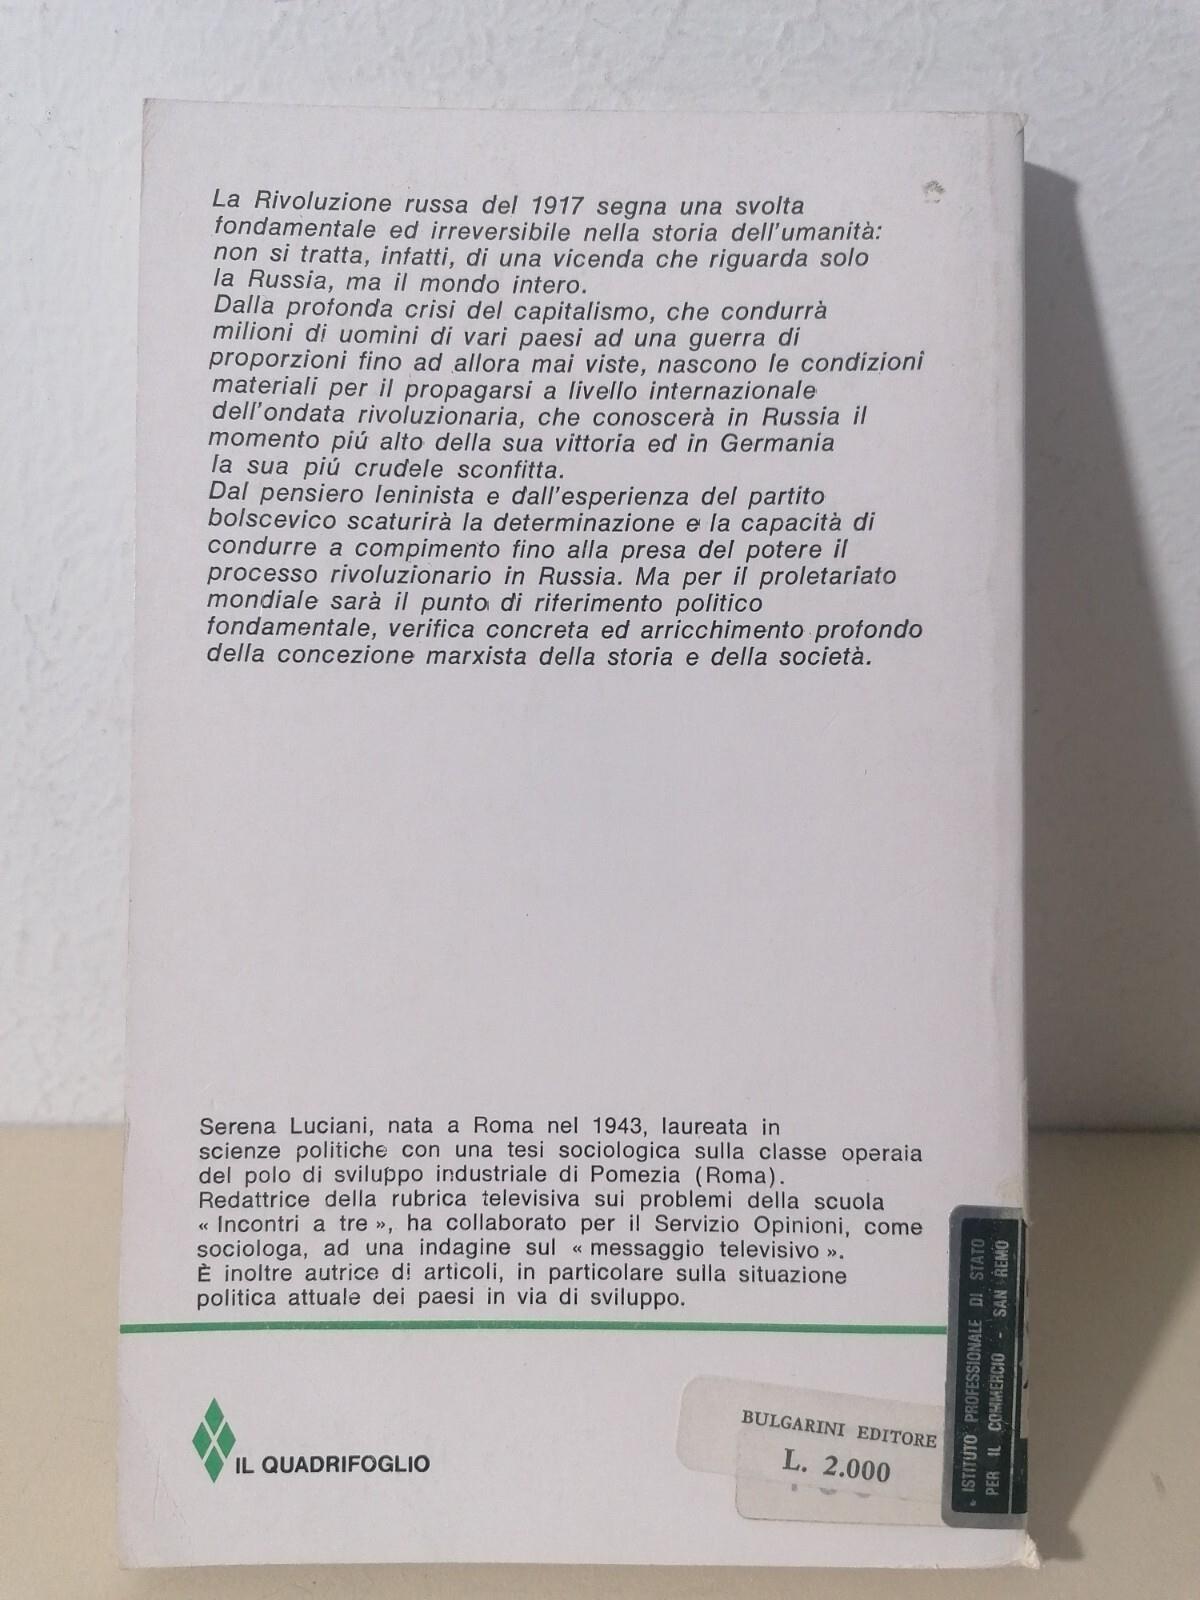 La Rivoluzione russa del 1917 segna una svolta
fondamentale ed irreversibile nella storia dell'umanità:
non si tratta, infatti, di una vicenda che riguarda solo
la Russia, ma il mondo intero.
Dalla profonda crisi del capitalismo, che condurrà
milioni di uomini di vari paesi ad una guerra di
proporzioni fino ad allora mai viste, nascono le condizioni
materiali per il propagarsi a livello internazionale
dell'ondata rivoluzionaria, che conoscerà in Russia il
momento piú alto della sua vittoria ed in Germania
la sua piú crudele sconfitta.
Dal pensiero leninista e dall'esperienza del partito
bolscevico scaturirà la determinazione e la capacità di
condurre a compimento fino alla presa del potere il
processo rivoluzionario in Russia. Ma per il proletariato
mondiale sarà il punto di riferimento politico
fondamentale, verifica concreta ed arricchimento profondo
della concezione marxista della storia e della società.
Serena Luciani, nata a Roma nel 1943, laureata in
scienze politiche con una tesi sociologica sulla classe operaia
del polo di sviluppo industriale di Pomezia (Roma).
Redattrice della rubrica televisiva sui problemi della scuola
« Incontri a tre », ha collaborato per il Servizio Opinioni, come
sociologa, ad una indagine sul « messaggio televisivo ».
È inoltre autrice di articoli, in particolare sulla situazione
politica attuale dei paesi in via di sviluppo.
IL QUADRIFOGLIO
BULGARINI EDITORE
L. 2.000
ISTITUTO PROFESSIONALE DI STATO
PER IL COMMERCIO - SAN REMO